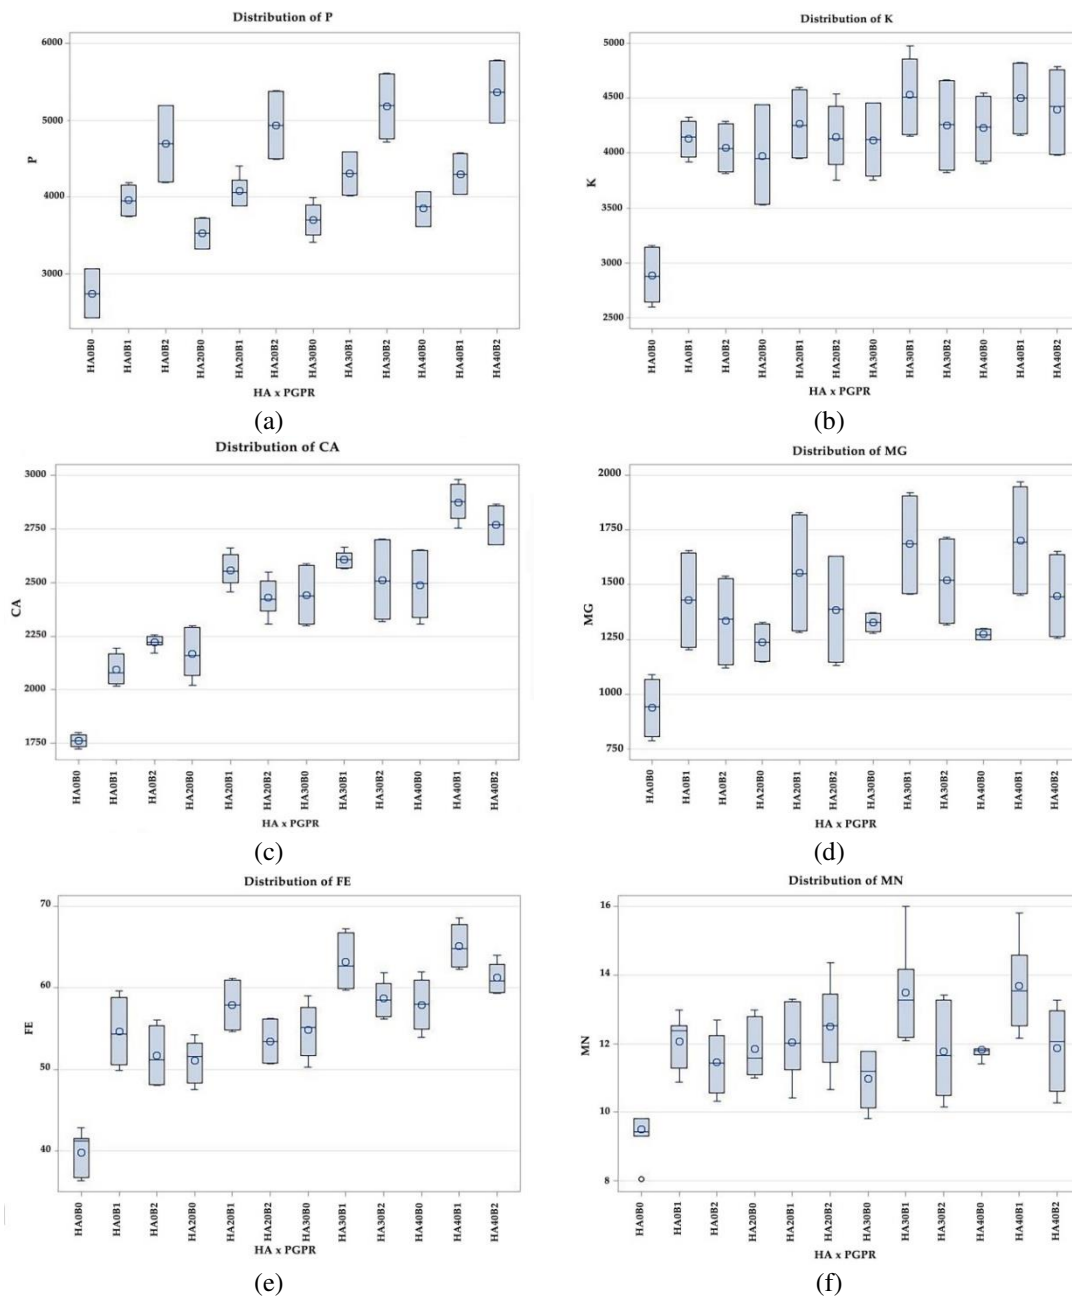 Distribution of P
6000
5000
4000
3000
P
HA0B0
HA0B1
HA0B2
HA20B0
HA20B1
HA20B2
HA30B0
HA30B1
HA30B2
HA40B0
HA40B1
HA40B2
HA x PGPR
(a)
Distribution of K
5000
4500
4000
3500
3000
2500
K
HA0B0
HA0B1
HA0B2
HA20B0
HA20B1
HA20B2
HA30B0
HA30B1
HA30B2
HA40B0
HA40B1
HA40B2
HA x PGPR
(b)
Distribution of CA
3000
2750
2500
2250
2000
1750
CA
HA0B0
HA0B1
HA0B2
HA20B0
HA20B1
HA20B2
HA30B0
HA30B1
HA30B2
HA40B0
HA40B1
HA40B2
HA x PGPR
(c)
Distribution of MG
2000
1750
1500
1250
1000
750
MG
HA0B0
HA0B1
HA0B2
HA20B0
HA20B1
HA20B2
HA30B0
HA30B1
HA30B2
HA40B0
HA40B1
HA40B2
HA x PGPR
(d)
Distribution of FE
70
60
50
40
FE
HA0B0
HA0B1
HA0B2
HA20B0
HA20B1
HA20B2
HA30B0
HA30B1
HA30B2
HA40B0
HA40B1
HA40B2
HA x PGPR
(e)
Distribution of MN
16
14
12
10
8
MN
HA0B0
HA0B1
HA0B2
HA20B0
HA20B1
HA20B2
HA30B0
HA30B1
HA30B2
HA40B0
HA40B1
HA40B2
HA x PGPR
(f)